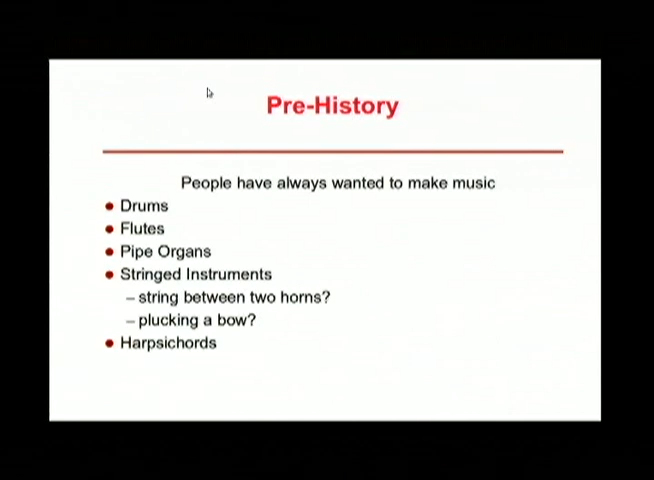 Pre-History
People have always wanted to make music
• Drums
• Flutes
• Pipe Organs
• Stringed Instruments
– string between two horns?
– plucking a bow?
• Harpsichords